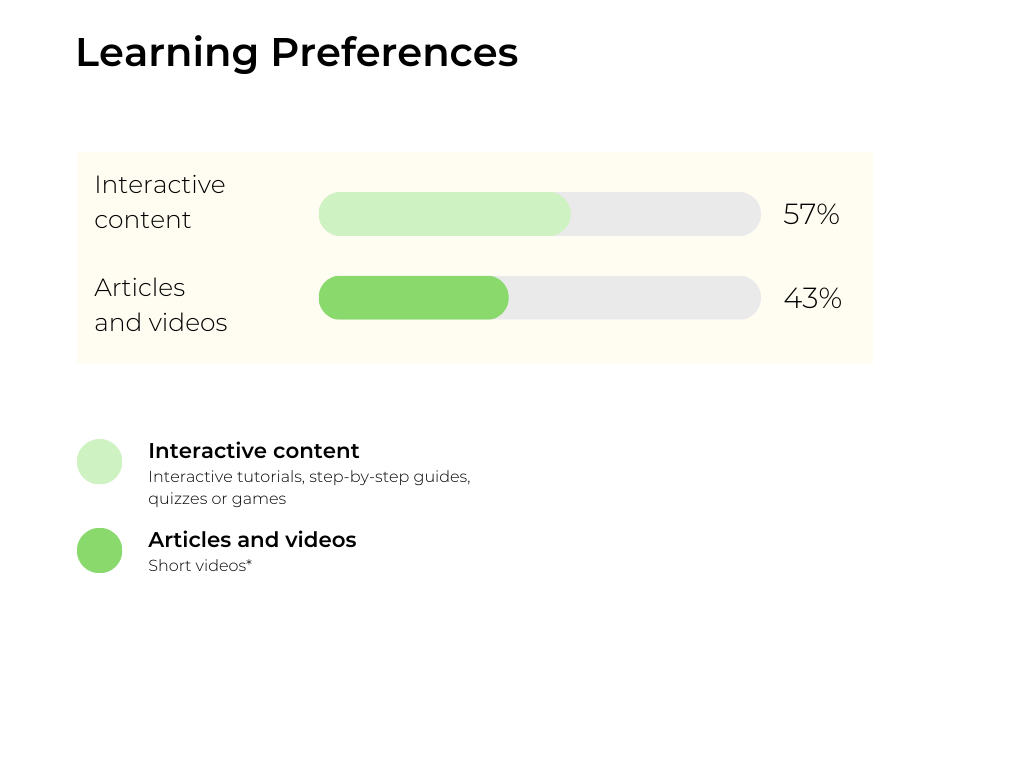 Learning Preferences
Interactive
content
57%
Articles
and videos
43%
Interactive content
Interactive tutorials, step-by-step guides,
quizzes or games
Articles and videos
Short videos*